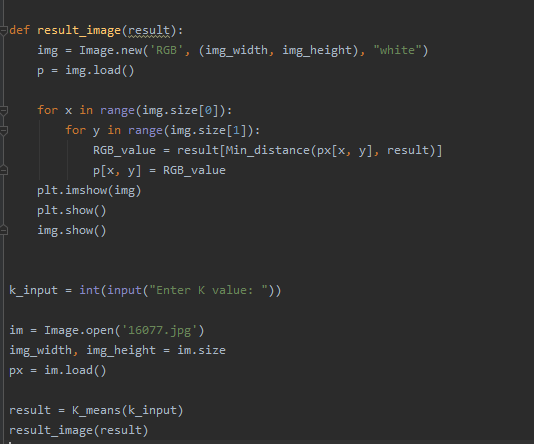 def result_image(result):
    img = Image.new('RGB', (img_width, img_height), "white")
    p = img.load()

    for x in range(img.size[0]):
        for y in range(img.size[1]):
            RGB_value = result[Min_distance(px[x, y], result)]
            p[x, y] = RGB_value
    plt.imshow(img)
    plt.show()
    img.show()


k_input = int(input("Enter K value: "))

im = Image.open('16077.jpg')
img_width, img_height = im.size
px = im.load()

result = K_means(k_input)
result_image(result)